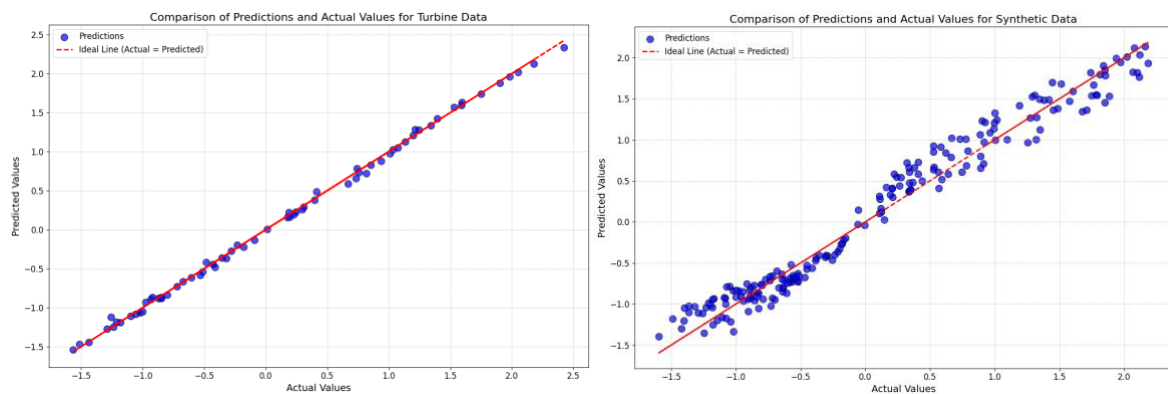 Comparison of Predictions and Actual Values for Turbine Data
Predictions
Ideal Line (Actual = Predicted)
2.5
2.0
1.5
1.0
0.5
0.0
−0.5
−1.0
−1.5
Predicted Values
−1.5 −1.0 −0.5 0.0 0.5 1.0 1.5 2.0 2.5
Actual Values
Comparison of Predictions and Actual Values for Synthetic Data
Predictions
Ideal Line (Actual = Predicted)
2.0
1.5
1.0
0.5
0.0
−0.5
−1.0
−1.5
Predicted Values
−1.5 −1.0 −0.5 0.0 0.5 1.0 1.5 2.0
Actual Values